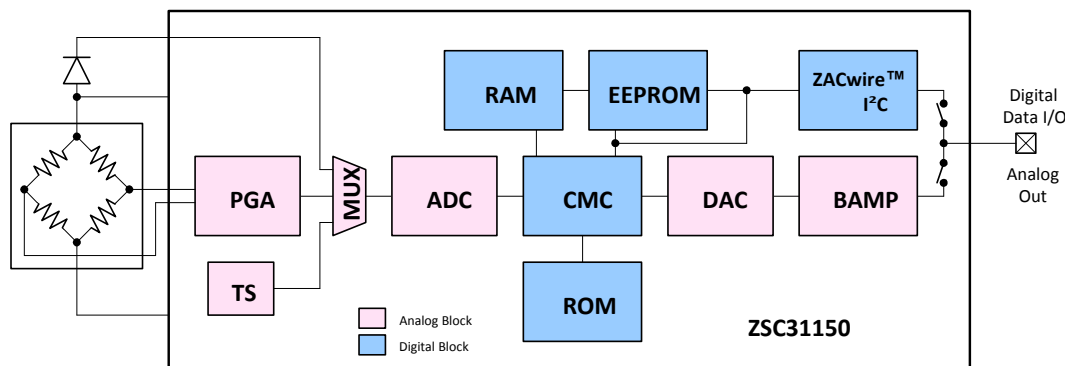 RAM
EEPROM
ZACwire™
I²C
Digital
Data I/O
Analog
Out
PGA
MUX
ADC
CMC
DAC
BAMP
TS
ROM
Analog Block
Digital Block
ZSC31150